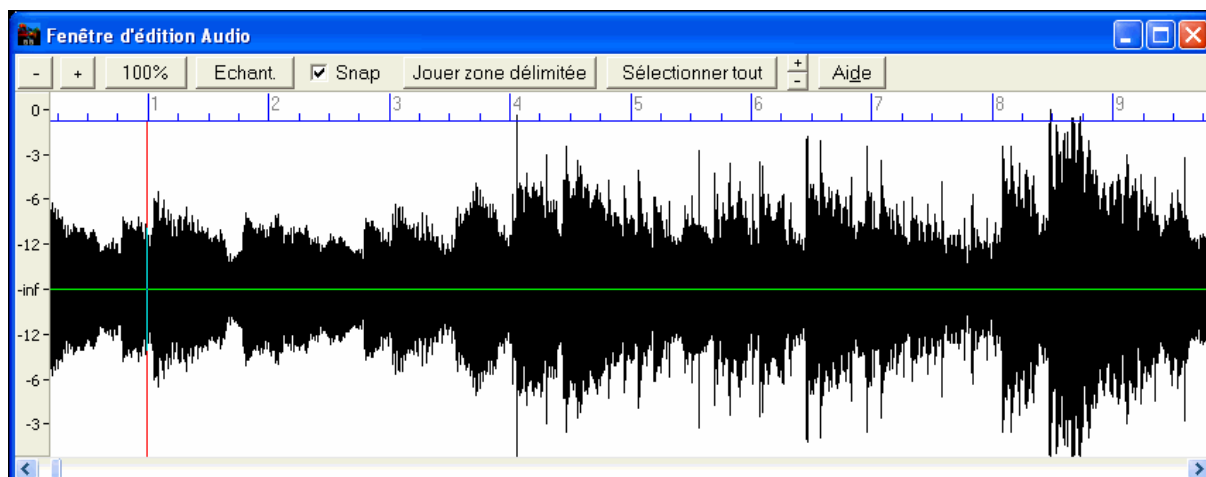 Fenêtre d'édition Audio
- + 100% Echant. Snap Jouer zone délimitée Sélectionner tout + - Aide
1 2 3 4 5 6 7 8 9
0
-3
-6
-12
-inf
-12
-6
-3